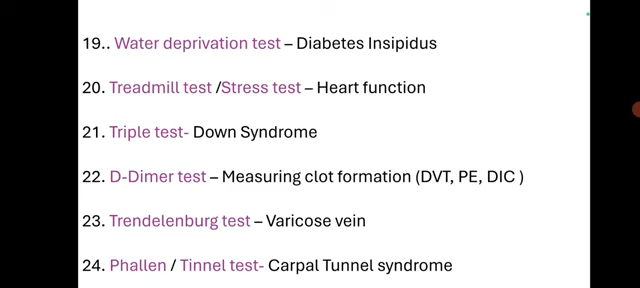 19.. Water deprivation test – Diabetes Insipidus
20. Treadmill test /Stress test – Heart function
21. Triple test- Down Syndrome
22. D-Dimer test – Measuring clot formation (DVT, PE, DIC )
23. Trendelenburg test – Varicose vein
24. Phallen / Tinnel test- Carpal Tunnel syndrome